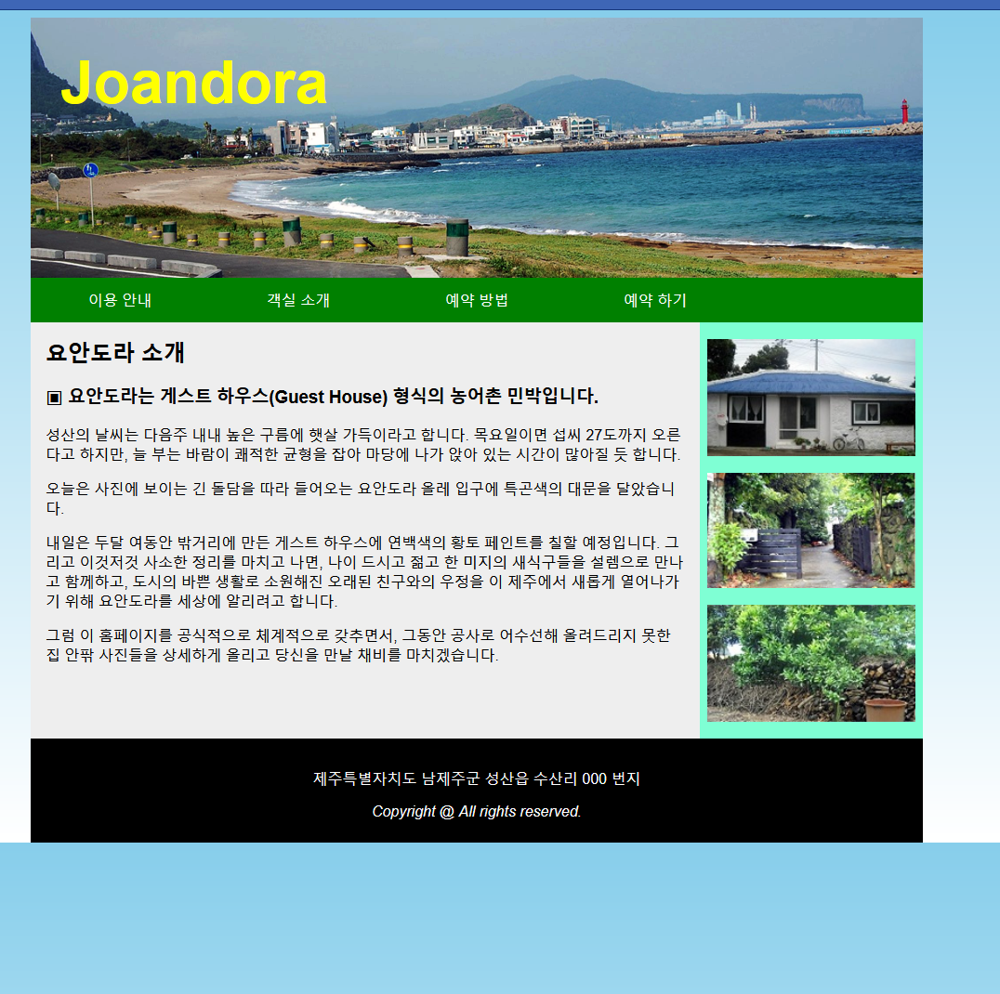 Joandora
이용 안내
객실 소개
예약 방법
예약 하기
요안도라 소개
▣ 요안도라는 게스트 하우스(Guest House) 형식의 농어촌 민박입니다.
성산의 날씨는 다음주 내내 높은 구름에 햇살 가득이라고 합니다. 목요일이면 섭씨 27도까지 오른
다고 하지만, 늘 부는 바람이 쾌적한 균형을 잡아 마당에 나가 앉아 있는 시간이 많아질 듯 합니다.
오늘은 사진에 보이는 긴 돌담을 따라 들어오는 요안도라 올레 입구에 특곤색의 대문을 달았습니
다.
내일은 두달 여동안 밖거리에 만든 게스트 하우스에 연백색의 황토 페인트를 칠할 예정입니다. 그
리고 이것저것 사소한 정리를 마치고 나면, 나이 드시고 젊고 한 미지의 새식구들을 설렘으로 만나
고 함께하고, 도시의 바쁜 생활로 소원해진 오래된 친구와의 우정을 이 제주에서 새롭게 열어나가
기 위해 요안도라를 세상에 알리려고 합니다.
그럼 이 홈페이지를 공식적으로 체계적으로 갖추면서, 그동안 공사로 어수선해 올려드리지 못한
집 안팎 사진들을 상세하게 올리고 당신을 만날 채비를 마치겠습니다.
제주특별자치도 남제주군 성산읍 수산리 000 번지
Copyright @ All rights reserved.